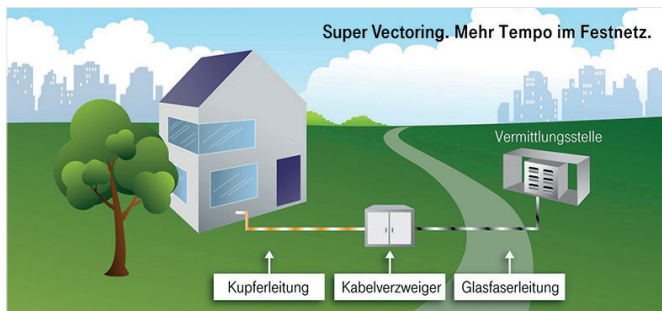 Super Vectoring. Mehr Tempo im Festnetz.
Vermittlungsstelle
Kupferleitung
Kabelverzweiger
Glasfaserleitung